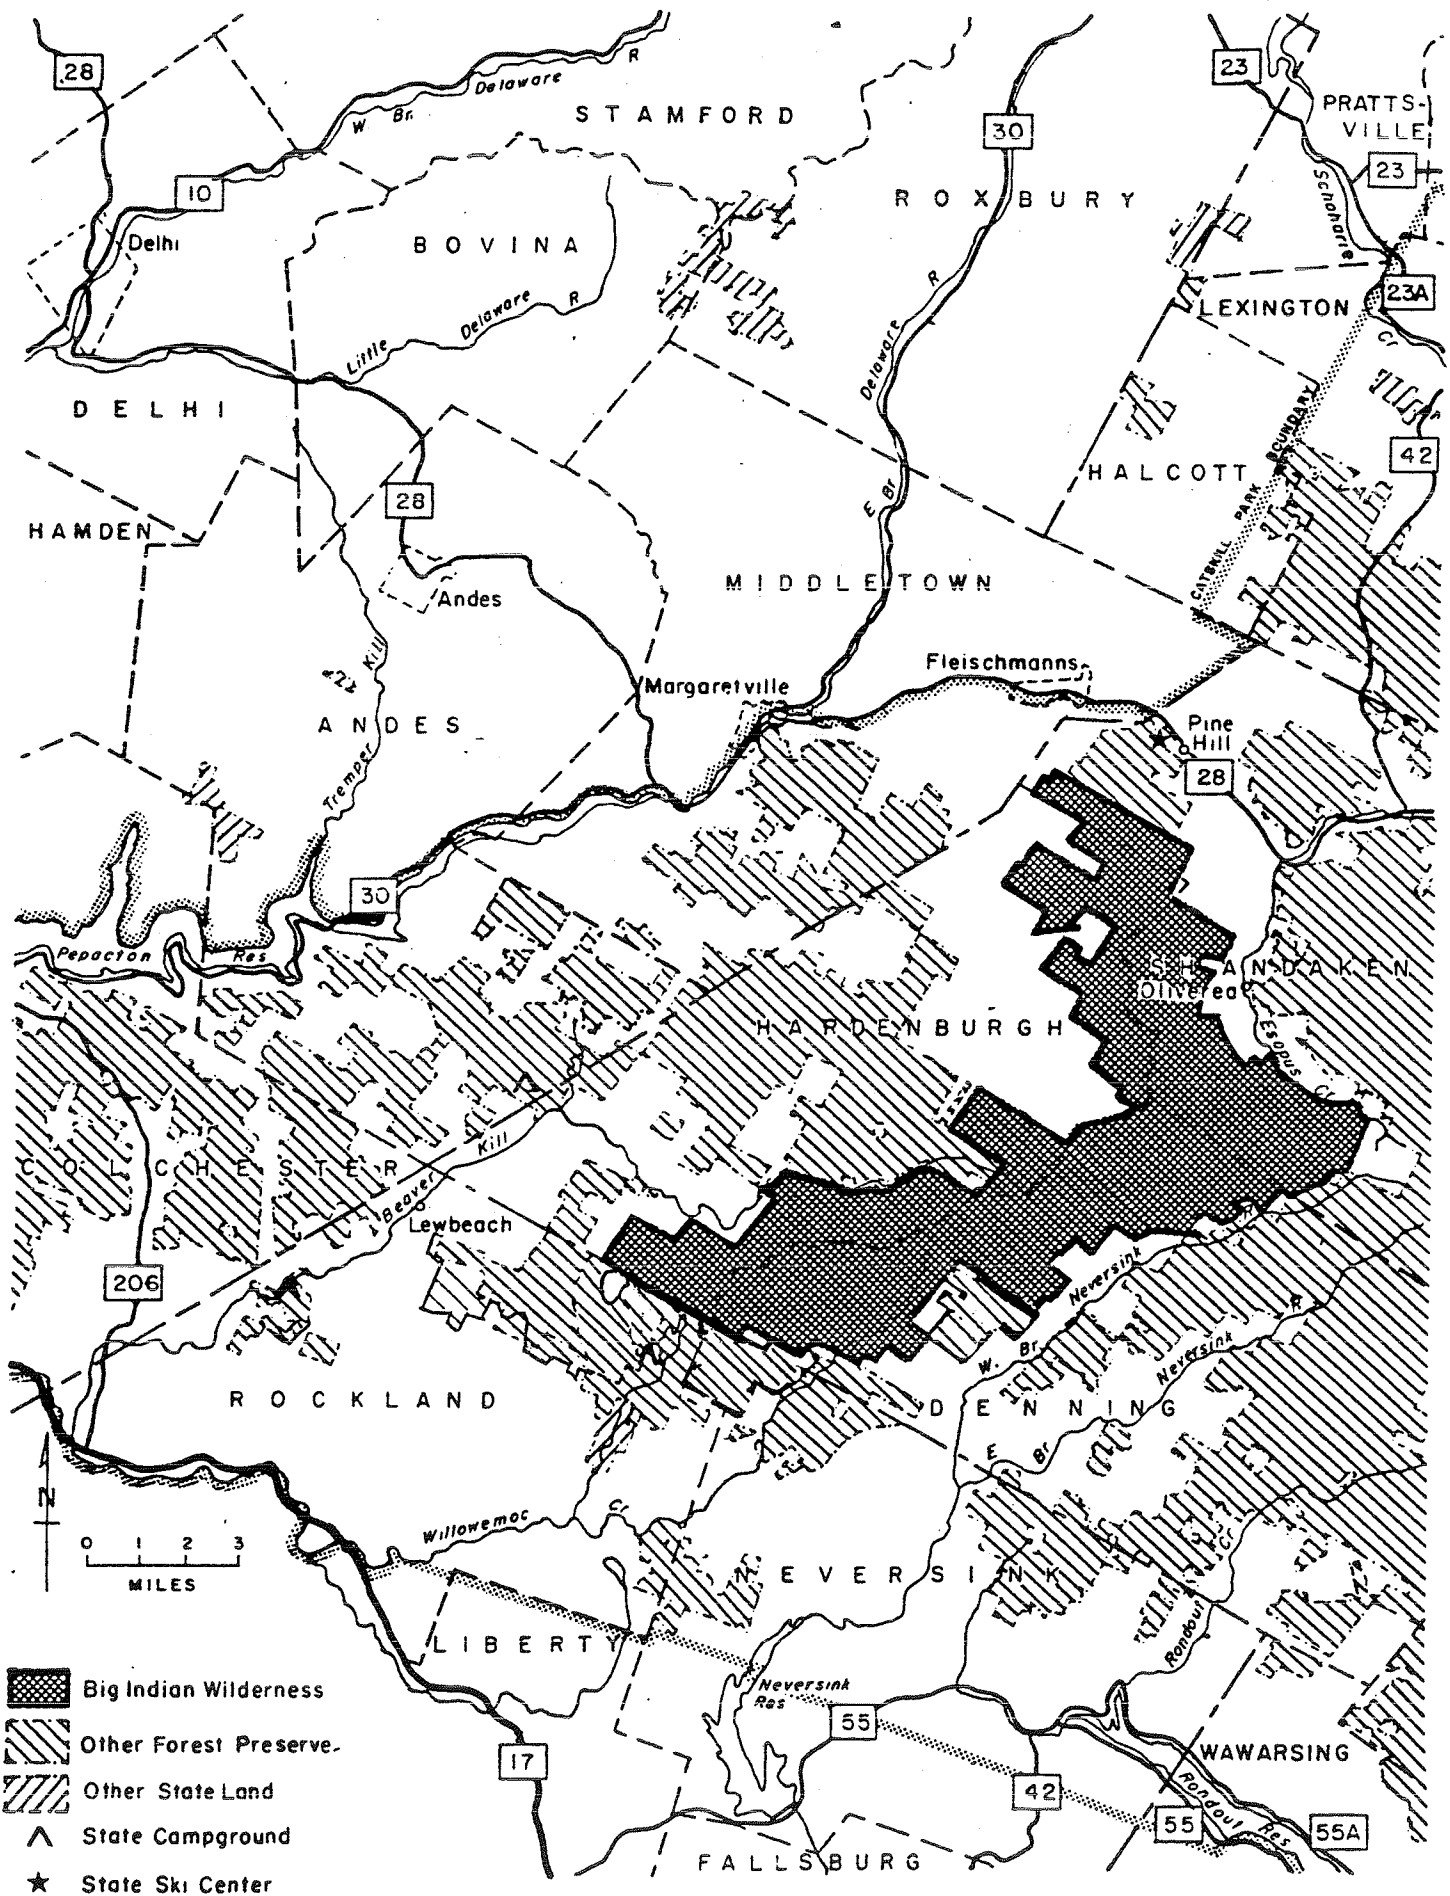 28
W. Br. Delaware R
STAMFORD
30
23
PRATTS-
VILLE
23
10
Schoharie
Cr
ROXBURY
Delhi
BOVINA
Little Delaware R
23A
LEXINGTON
E Br Delaware R
DELHI
HALCOTT
42
CATSKILL PARK BOUNDARY
28
HAMDEN
MIDDLETOWN
Andes
Fleischmanns
Margaretville
Tremper Kill
ANDES
Pine
Hill
28
30
Pepacton Res
SHANDAKEN
Oliverea
Esopus Cr
HARDENBURGH
COLCHESTER
Beaver Kill
Lewbeach
206
W. Br. Neversink R
E Br Neversink R
ROCKLAND
DENNING
N
0 1 2 3
MILES
Willowemoc Cr
NEVERSINK
Rondout Cr
LIBERTY
Neversink
Res
55
17
42
WAWARSING
Rondout Res
55
55A
FALLSBURG
Big Indian Wilderness
Other Forest Preserve
Other State Land
State Campground
State Ski Center